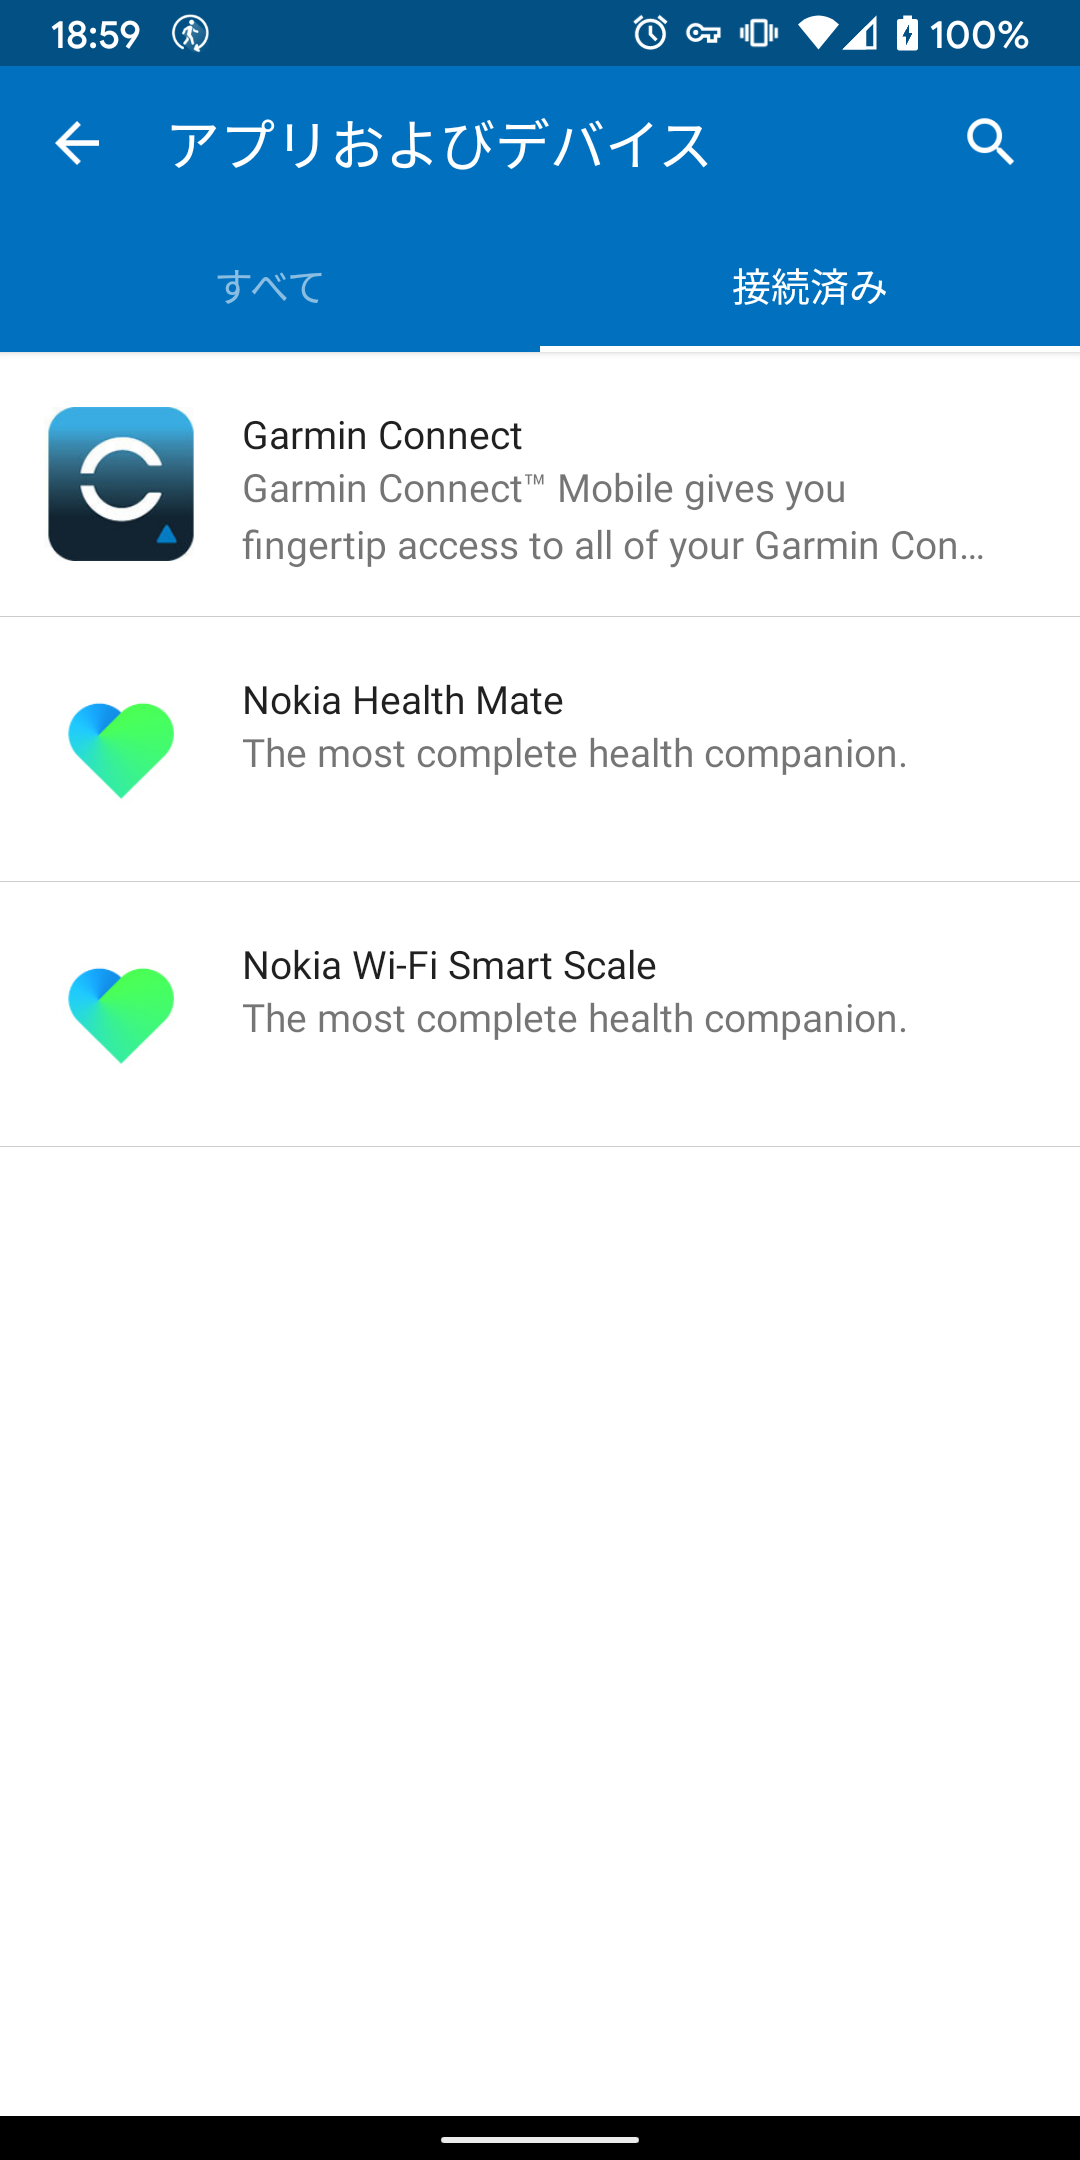 18:59
100%
アプリおよびデバイス
すべて
接続済み
Garmin Connect
Garmin Connect™ Mobile gives you
fingertip access to all of your Garmin Con…
Nokia Health Mate
The most complete health companion.
Nokia Wi-Fi Smart Scale
The most complete health companion.